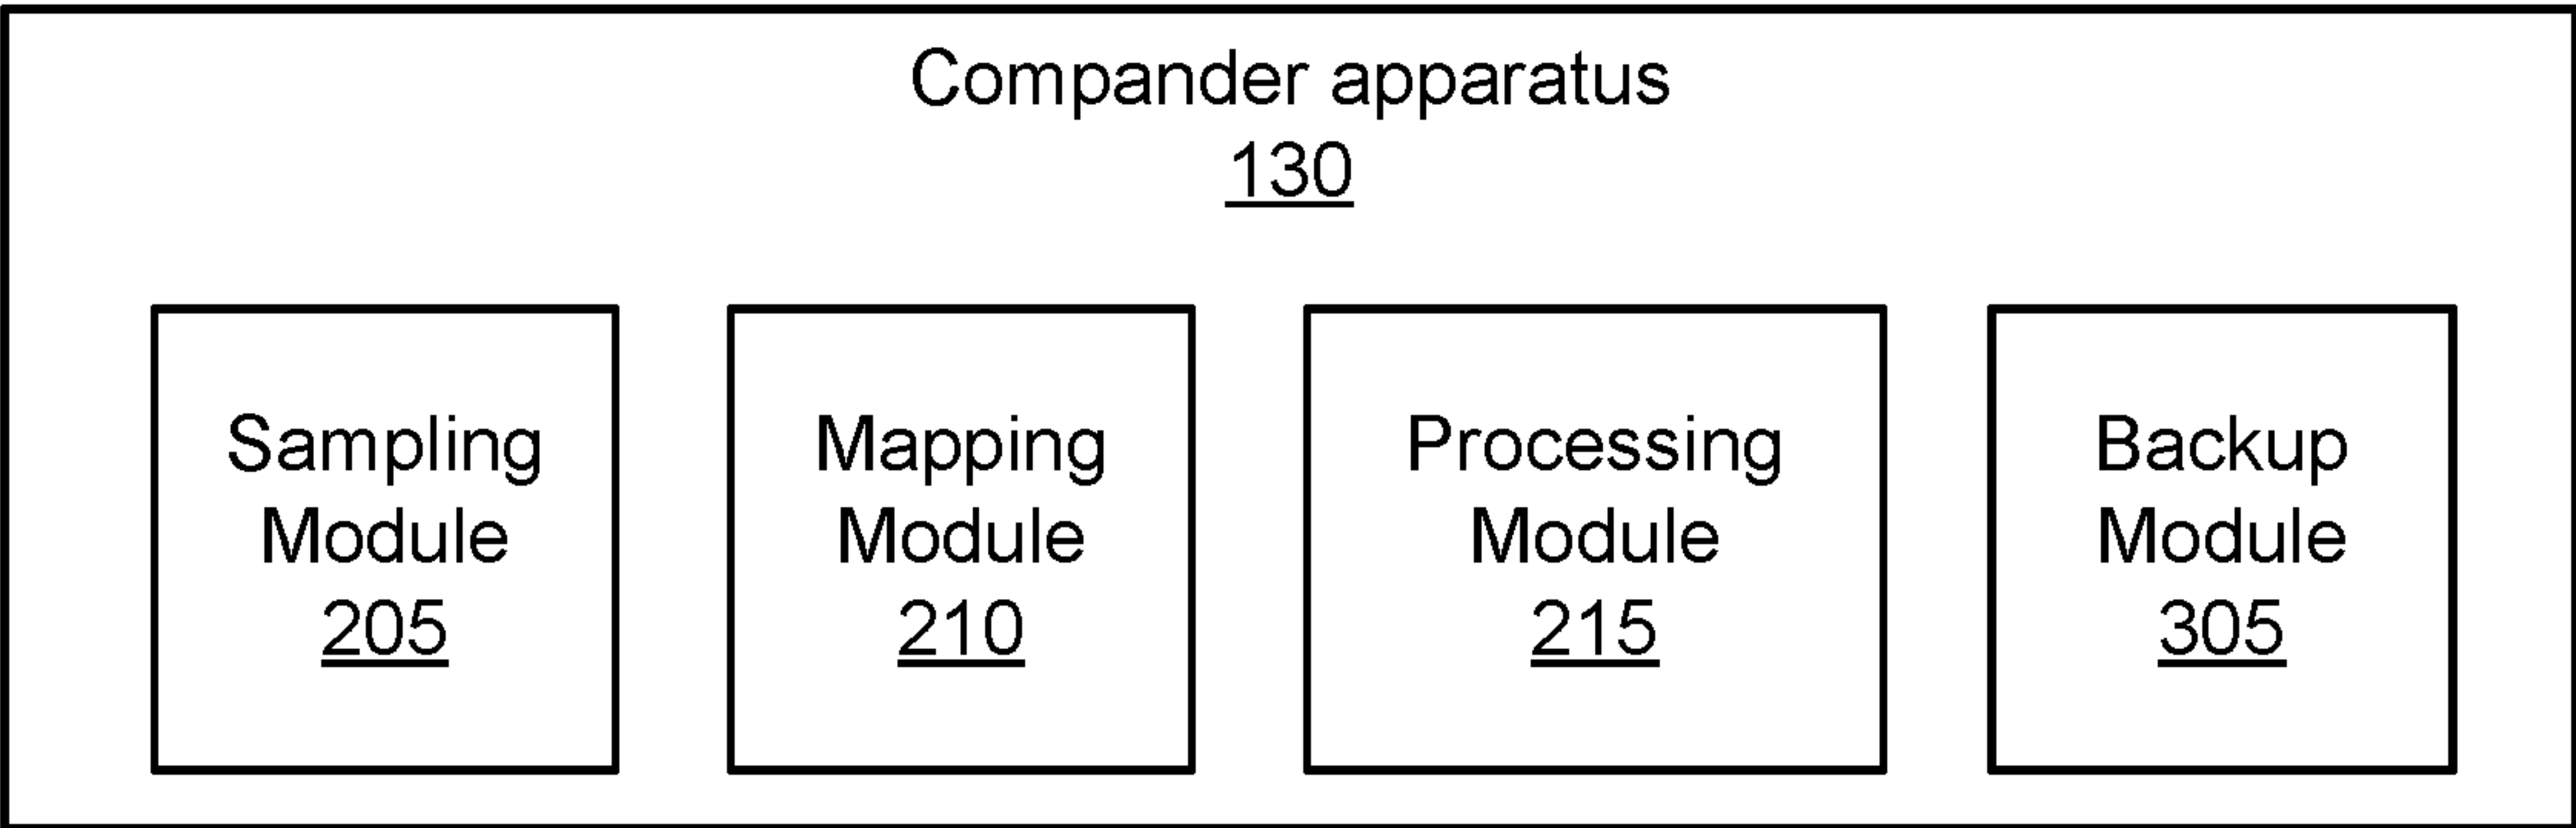 Compander apparatus
130
Sampling
Module
205
Mapping
Module
210
Processing
Module
215
Backup
Module
305